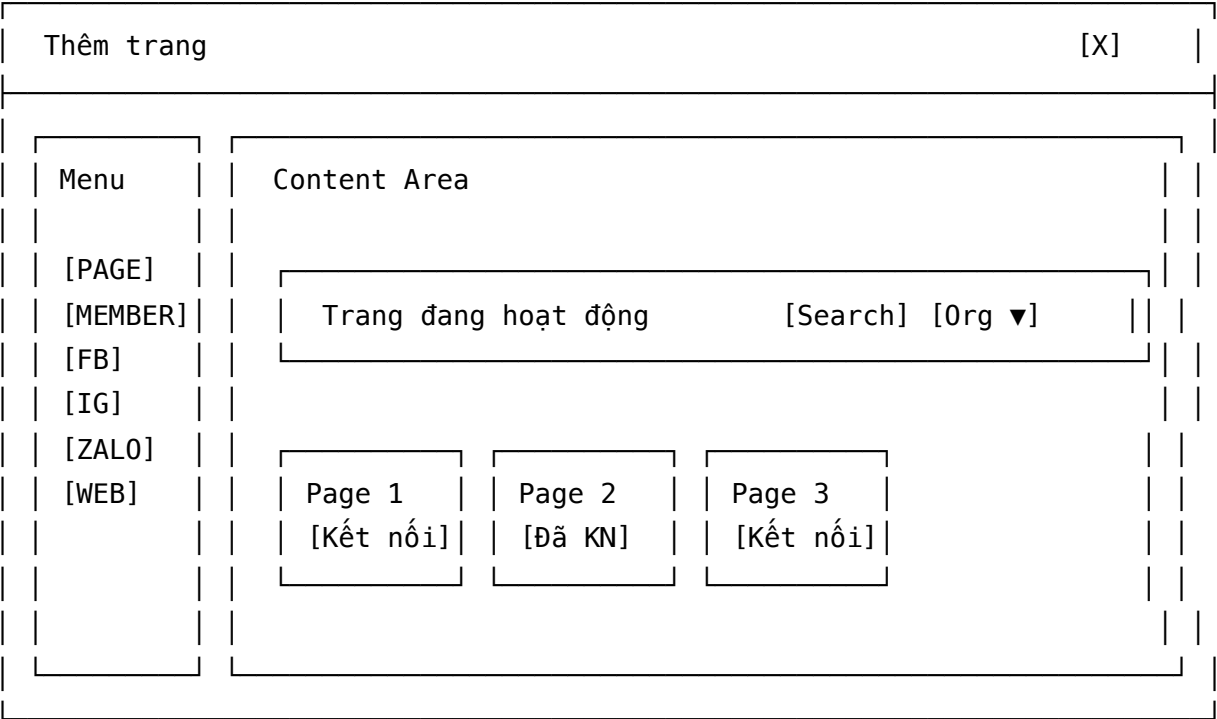 Thêm trang [X]
Menu Content Area
[PAGE]
[MEMBER] Trang đang hoạt động [Search] [Org ▼]
[FB]
[IG]
[ZALO]
[WEB] Page 1 Page 2 Page 3
[Kết nối] [Đã KN] [Kết nối]